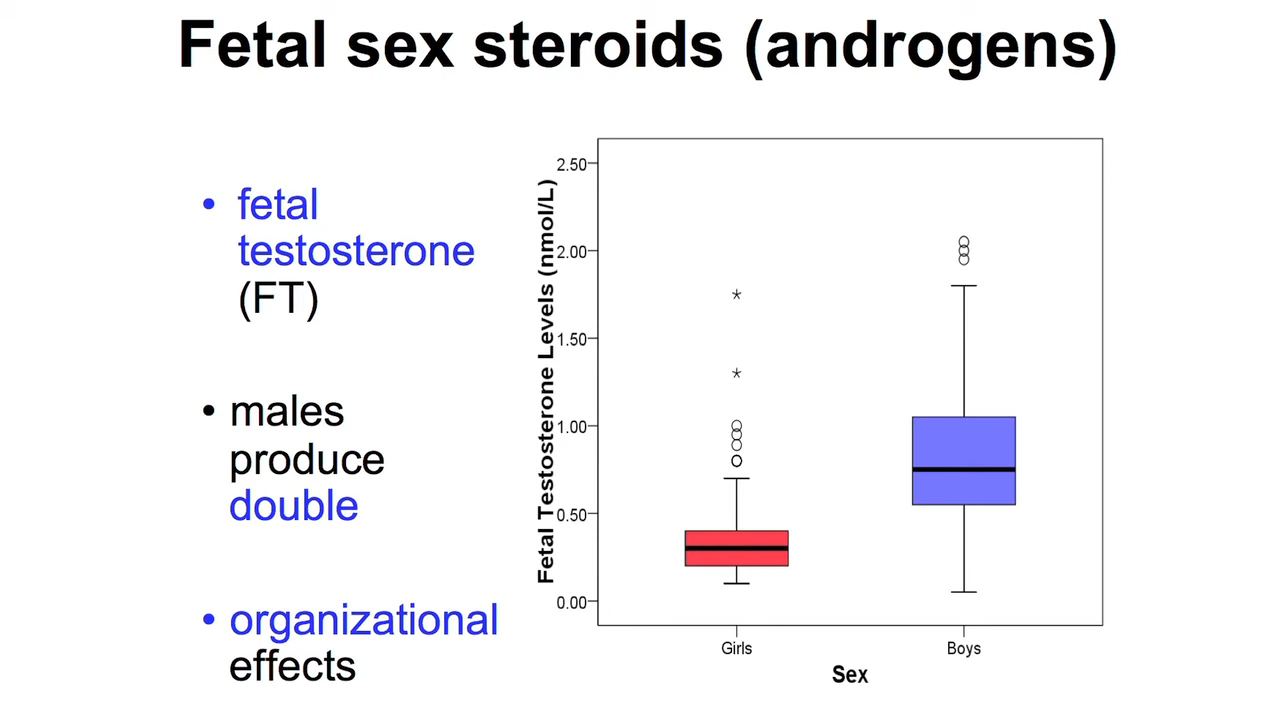 Fetal sex steroids (androgens)
• fetal
testosterone
(FT)
• males
produce
double
• organizational
effects
Fetal Testosterone Levels (nmol/L)
2.50
2.00
1.50
1.00
0.50
0.00
Girls
Boys
Sex